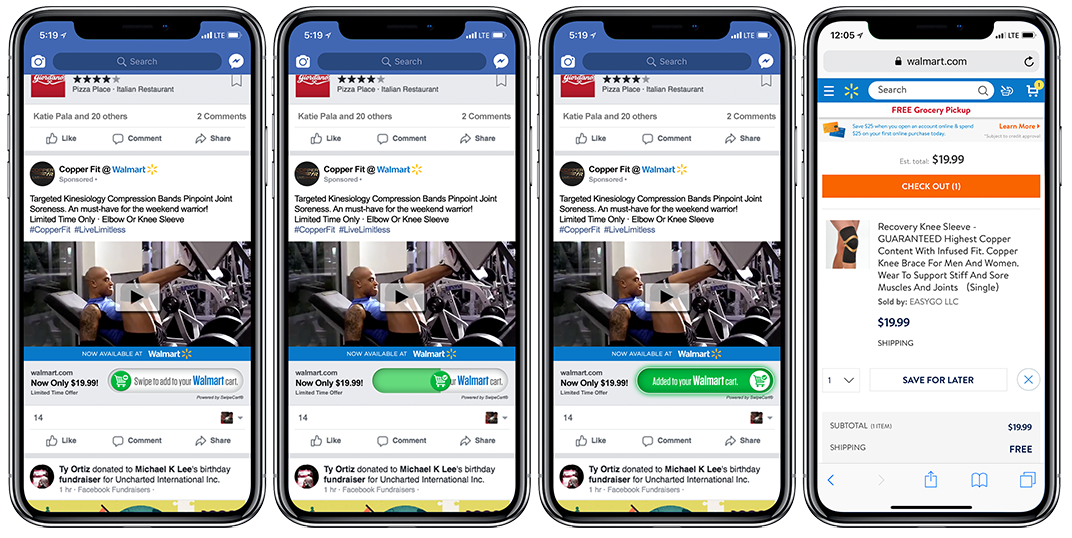 5:19
LTE
Search
Giordano
Pizza Place · Italian Restaurant
Katie Pala and 20 others
2 Comments
Like
Comment
Share
Copper Fit @ Walmart
Sponsored ·
Targeted Kinesiology Compression Bands Pinpoint Joint
Soreness. An must-have for the weekend warrior!
Limited Time Only · Elbow Or Knee Sleeve
#CopperFit #LiveLimitless
NOW AVAILABLE AT Walmart
walmart.com
Now Only $19.99!
Limited Time Offer
Swipe to add to your Walmart cart.
Powered by SwipeCart®
14
Like
Comment
Share
Ty Ortiz donated to Michael K Lee's birthday
fundraiser for Uncharted International Inc.
1 hr · Facebook Fundraisers ·
5:19
LTE
Search
Giordano
Pizza Place · Italian Restaurant
Katie Pala and 20 others
2 Comments
Like
Comment
Share
Copper Fit @ Walmart
Sponsored ·
Targeted Kinesiology Compression Bands Pinpoint Joint
Soreness. An must-have for the weekend warrior!
Limited Time Only · Elbow Or Knee Sleeve
#CopperFit #LiveLimitless
NOW AVAILABLE AT Walmart
walmart.com
Now Only $19.99!
Limited Time Offer
ur Walmart cart.
Powered by SwipeCart®
14
Like
Comment
Share
Ty Ortiz donated to Michael K Lee's birthday
fundraiser for Uncharted International Inc.
1 hr · Facebook Fundraisers ·
5:19
LTE
Search
Giordano
Pizza Place · Italian Restaurant
Katie Pala and 20 others
2 Comments
Like
Comment
Share
Copper Fit @ Walmart
Sponsored ·
Targeted Kinesiology Compression Bands Pinpoint Joint
Soreness. An must-have for the weekend warrior!
Limited Time Only · Elbow Or Knee Sleeve
#CopperFit #LiveLimitless
NOW AVAILABLE AT Walmart
walmart.com
Now Only $19.99!
Limited Time Offer
Added to your Walmart cart.
Powered by SwipeCart®
14
Like
Comment
Share
Ty Ortiz donated to Michael K Lee's birthday
fundraiser for Uncharted International Inc.
1 hr · Facebook Fundraisers ·
12:05
LTE
walmart.com
Search
1
FREE Grocery Pickup
Save $25 when you open an account online & spend
$25 on your first online purchase today.
Learn More
*Subject to credit approval
Est. total: $19.99
CHECK OUT (1)
Recovery Knee Sleeve -
GUARANTEED Highest Copper
Content With Infused Fit. Copper
Knee Brace For Men And Women.
Wear To Support Stiff And Sore
Muscles And Joints (Single)
Sold by: EASYGO LLC
$19.99
SHIPPING
1
SAVE FOR LATER
SUBTOTAL (1 ITEM)
$19.99
SHIPPING
FREE